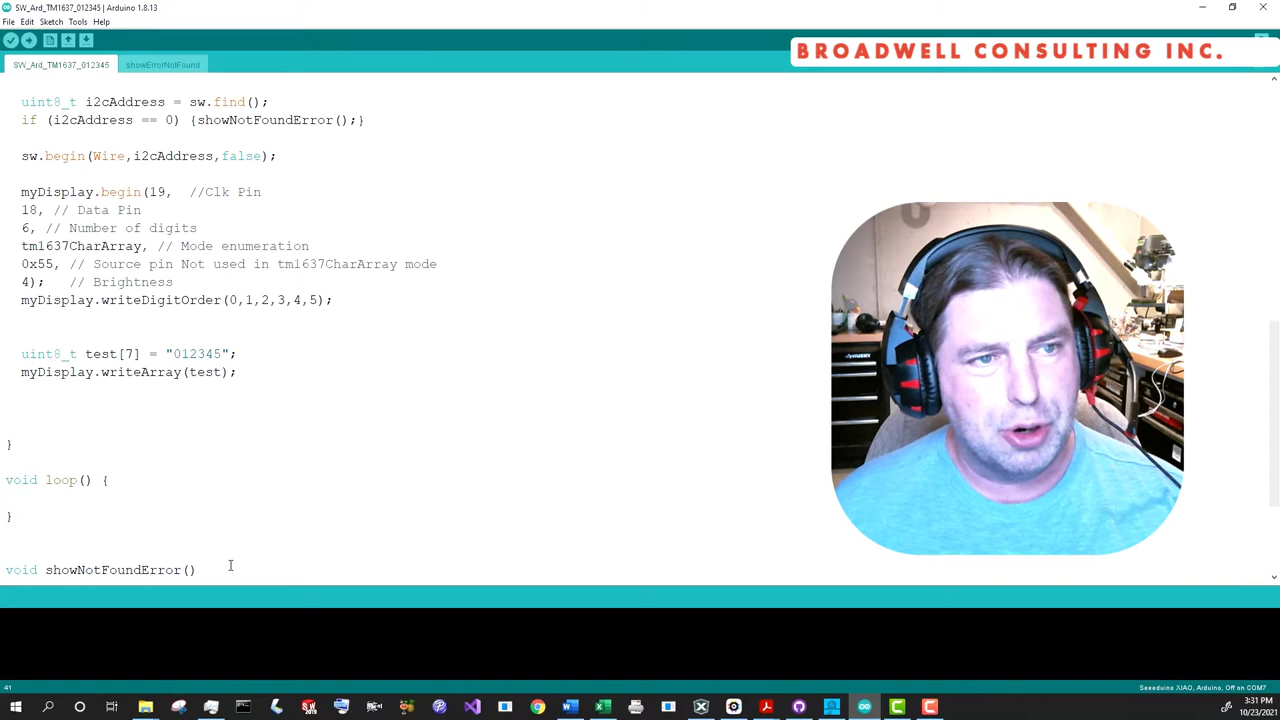 SW_Ard_TM1637_012345 | Arduino 1.8.13
File Edit Sketch Tools Help
BROADWELL CONSULTING INC.
SW_Ard_TM1637_012345 showErrorNotFound
uint8_t i2cAddress = sw.find();
if (i2cAddress == 0) {showNotFoundError();}
sw.begin(Wire,i2cAddress,false);
myDisplay.begin(19, //Clk Pin
18, // Data Pin
6, // Number of digits
tm1637CharArray, // Mode enumeration
0x55, // Source pin Not used in tm1637CharArray mode
4); // Brightness
myDisplay.writeDigitOrder(0,1,2,3,4,5);
uint8_t test[7] = "012345";
myDisplay.writeArray(test);
}
void loop() {
}
void showNotFoundError()
41
Seeeduino XIAO, Arduino, Off on COM7
3:31 PM
10/23/2021